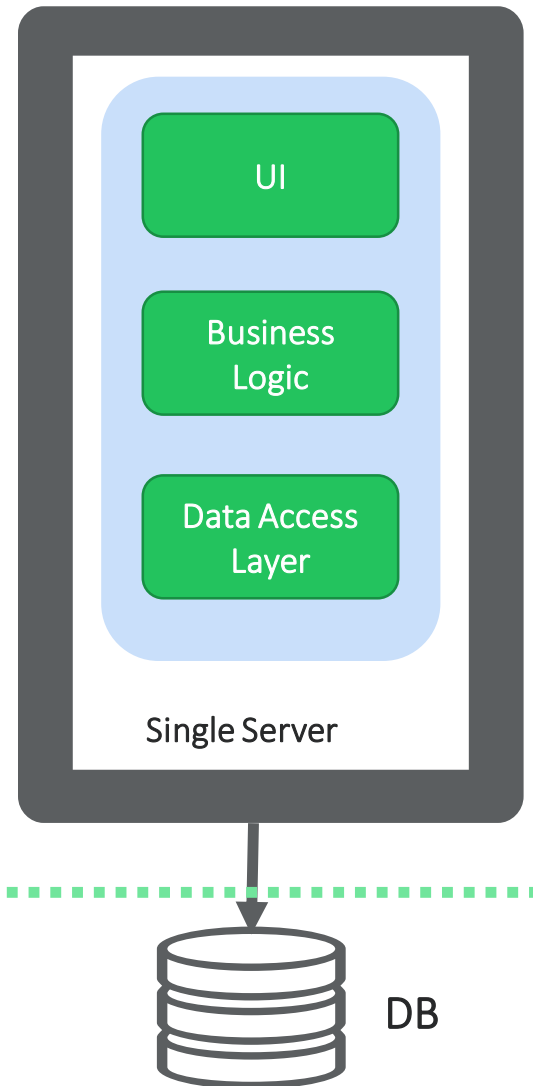 UI
Business
Logic
Data Access
Layer
Single Server
DB